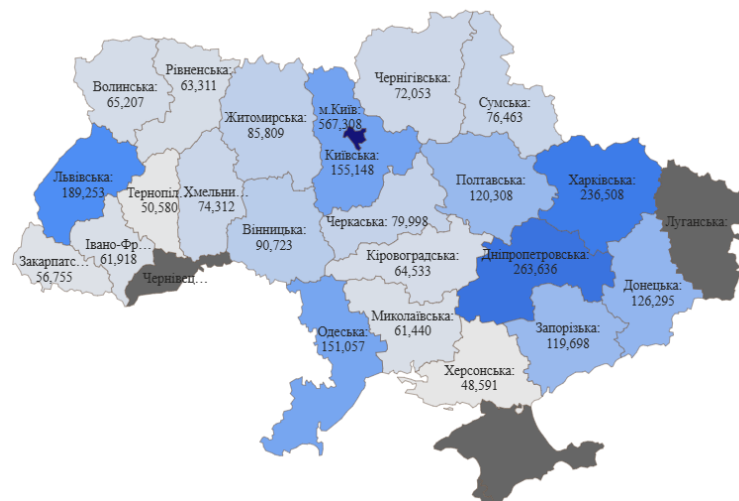 Волинська:
65,207
Рівненська:
63,311
Житомирська:
85,809
м.Київ:
567,308
Київська:
155,148
Чернігівська:
72,053
Сумська:
76,463
Львівська:
189,253
Тернопіл…
50,580
Хмельни…
74,312
Вінницька:
90,723
Черкаська: 79,998
Полтавська:
120,308
Харківська:
236,508
Луганська:
Закарпатс…
56,755
Івано-Фр…
61,918
Чернівец…
Кіровоградська:
64,533
Дніпропетровська:
263,636
Донецька:
126,295
Одеська:
151,057
Миколаївська:
61,440
Запорізька:
119,698
Херсонська:
48,591